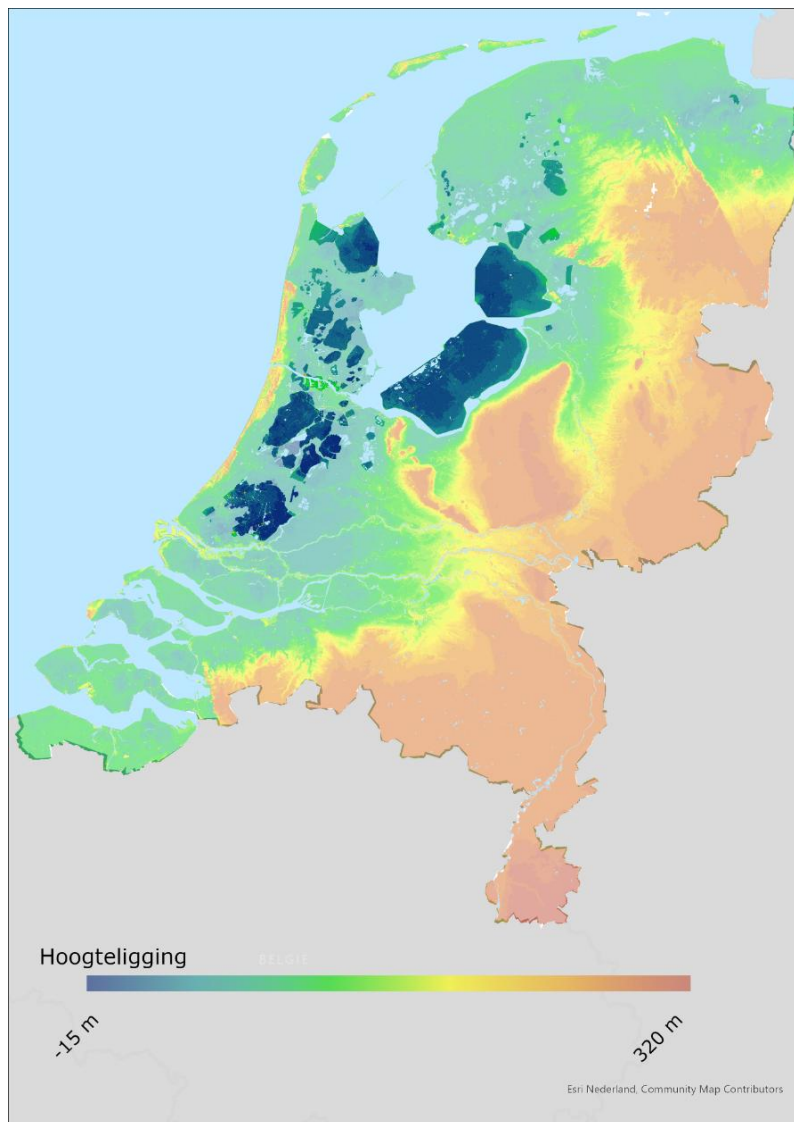 Hoogteligging
BELGIË
-15 m
320 m
Esri Nederland, Community Map Contributors